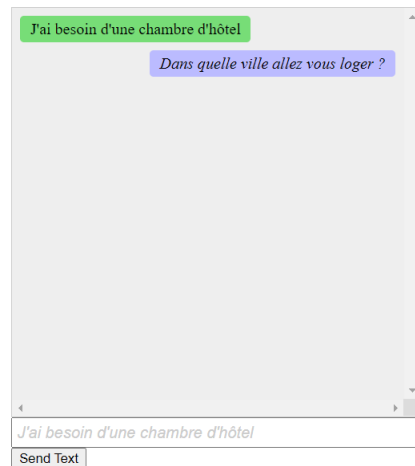 J'ai besoin d'une chambre d'hôtel
Dans quelle ville allez vous loger ?
J'ai besoin d'une chambre d'hôtel
Send Text